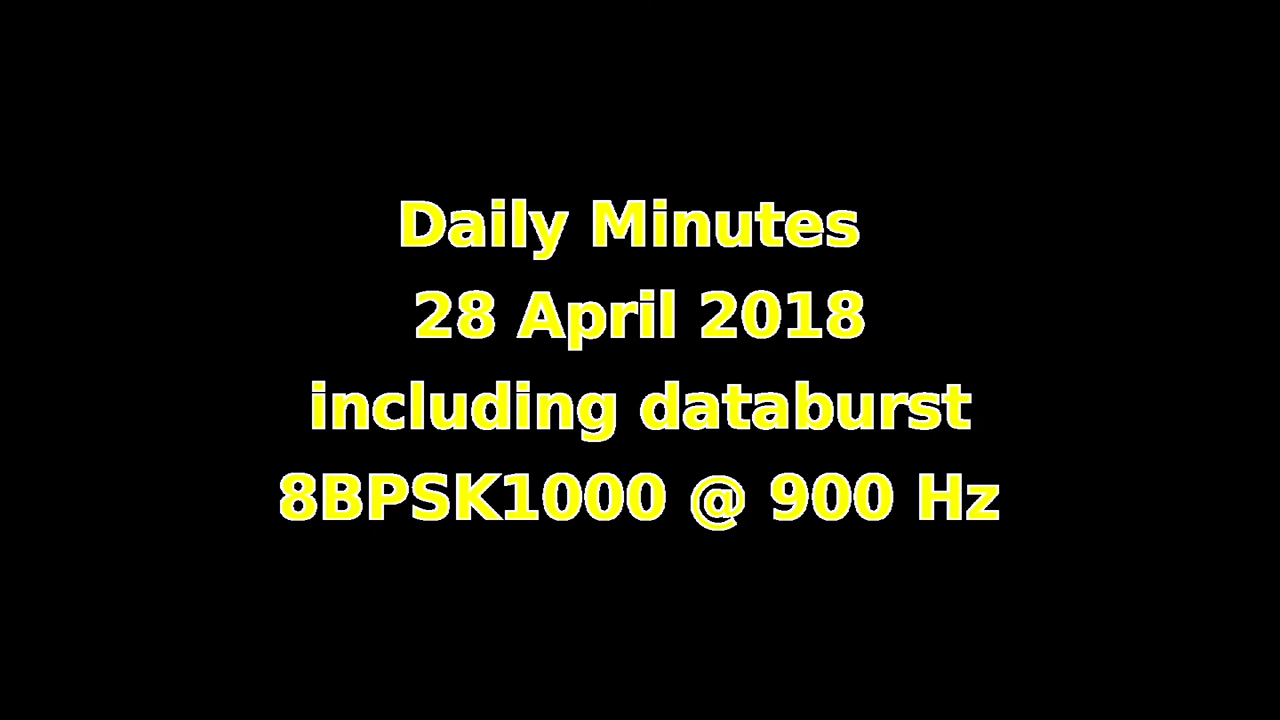 Daily Minutes
28 April 2018
including databurst
8BPSK1000 @ 900 Hz